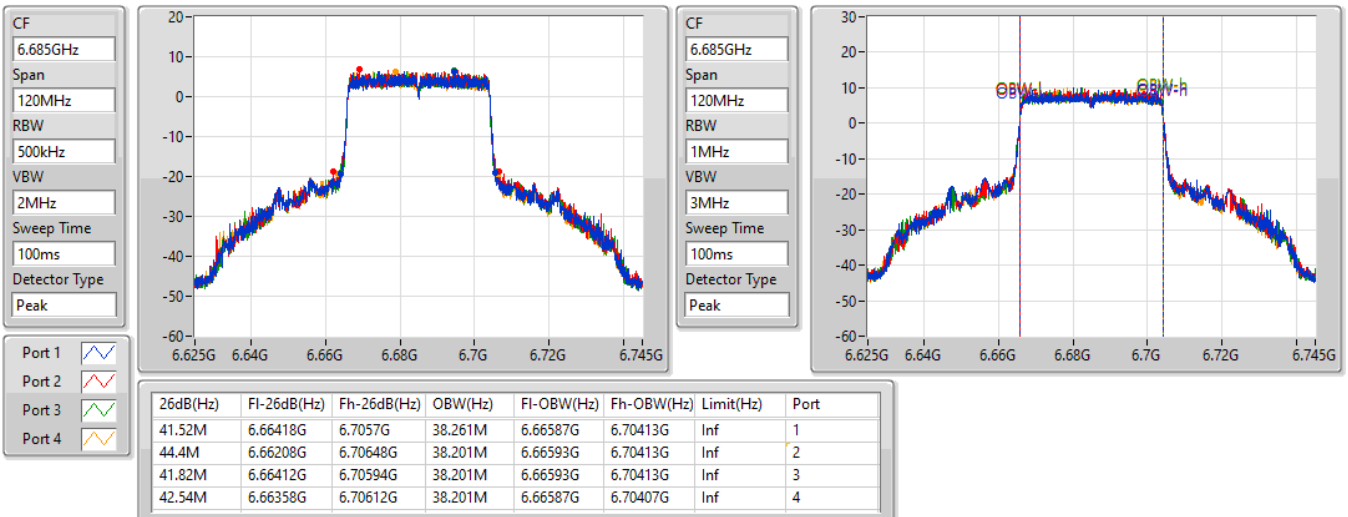 CF
6.685GHz
Span
120MHz
RBW
500kHz
VBW
2MHz
Sweep Time
100ms
Detector Type
Peak
20
10
0
-10
-20
-30
-40
-50
-60
6.625G 6.64G 6.66G 6.68G 6.7G 6.72G 6.745G
CF
6.685GHz
Span
120MHz
RBW
1MHz
VBW
3MHz
Sweep Time
100ms
Detector Type
Peak
30
20
10
0
-10
-20
-30
-40
-50
-60
OBW-l OBW-h
6.625G 6.64G 6.66G 6.68G 6.7G 6.72G 6.745G
Port 1
Port 2
Port 3
Port 4
26dB(Hz) Fl-26dB(Hz) Fh-26dB(Hz) OBW(Hz) Fl-OBW(Hz) Fh-OBW(Hz) Limit(Hz) Port
41.52M 6.66418G 6.7057G 38.261M 6.66587G 6.70413G Inf 1
44.4M 6.66208G 6.70648G 38.201M 6.66593G 6.70413G Inf 2
41.82M 6.66412G 6.70594G 38.201M 6.66593G 6.70413G Inf 3
42.54M 6.66358G 6.70612G 38.201M 6.66587G 6.70407G Inf 4